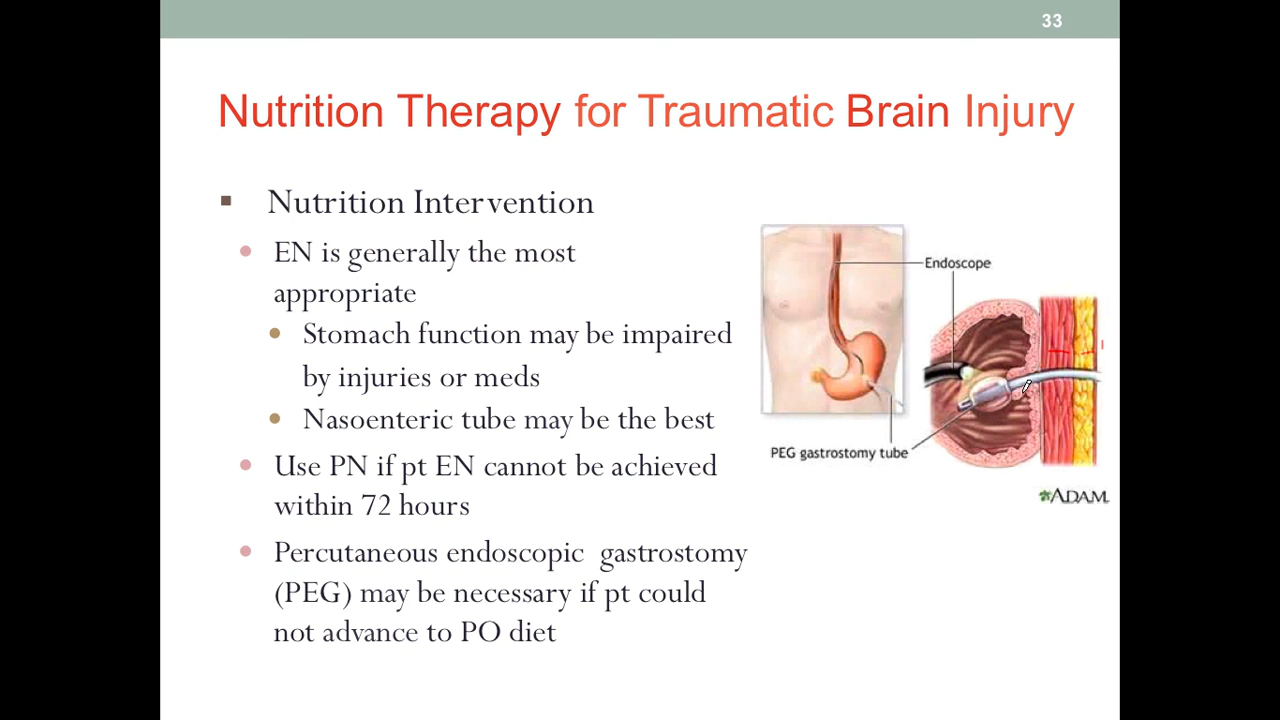 33
Nutrition Therapy for Traumatic Brain Injury
Nutrition Intervention
EN is generally the most
appropriate
Stomach function may be impaired
by injuries or meds
Nasoenteric tube may be the best
Use PN if pt EN cannot be achieved
within 72 hours
Percutaneous endoscopic gastrostomy
(PEG) may be necessary if pt could
not advance to PO diet
Endoscope
PEG gastrostomy tube
ADAM.